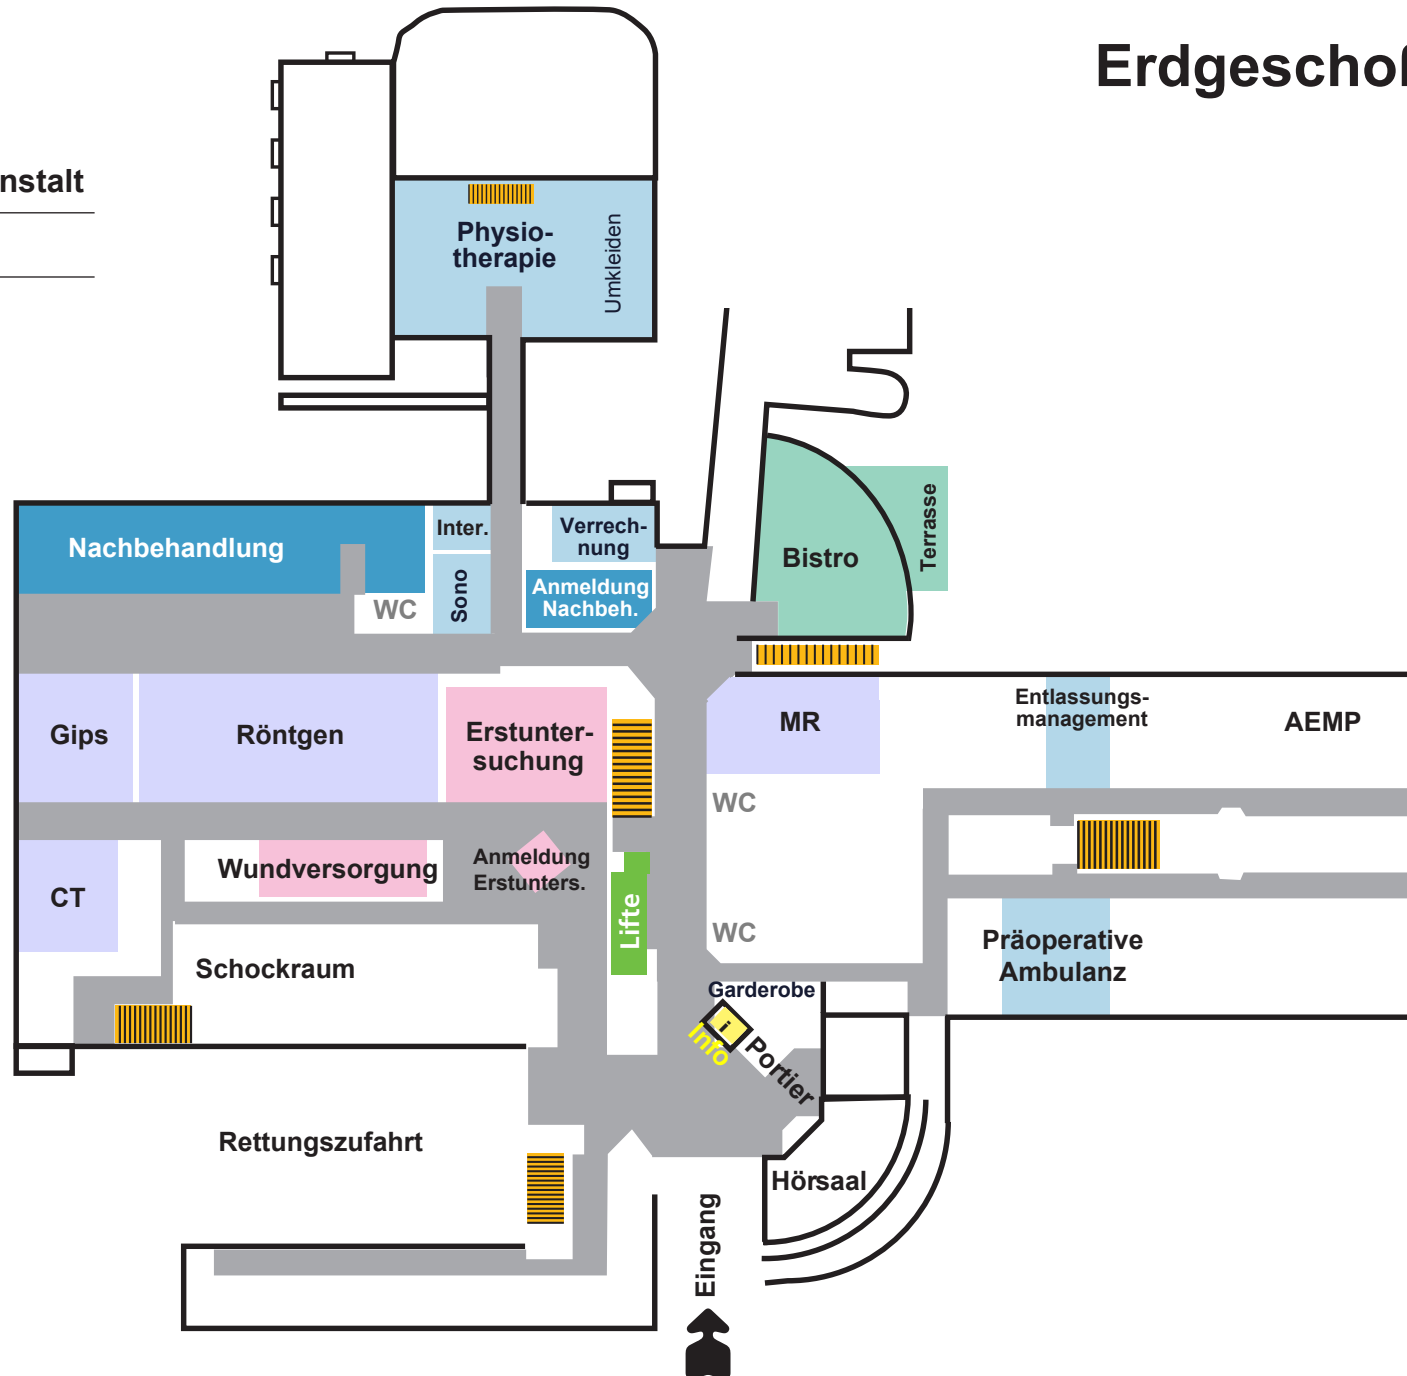 Erdgeschoß
nstalt
Physio-
therapie
Umkleiden
Nachbehandlung
Inter.
Verrech-
nung
Bistro
Terrasse
WC
Sono
Anmeldung
Nachbeh.
Gips
Röntgen
Erstunter-
suchung
MR
Entlassungs-
management
AEMP
WC
CT
Wundversorgung
Anmeldung
Erstunters.
Lifte
WC
Präoperative
Ambulanz
Schockraum
Garderobe
i
Info
Portier
Rettungszufahrt
Hörsaal
Eingang